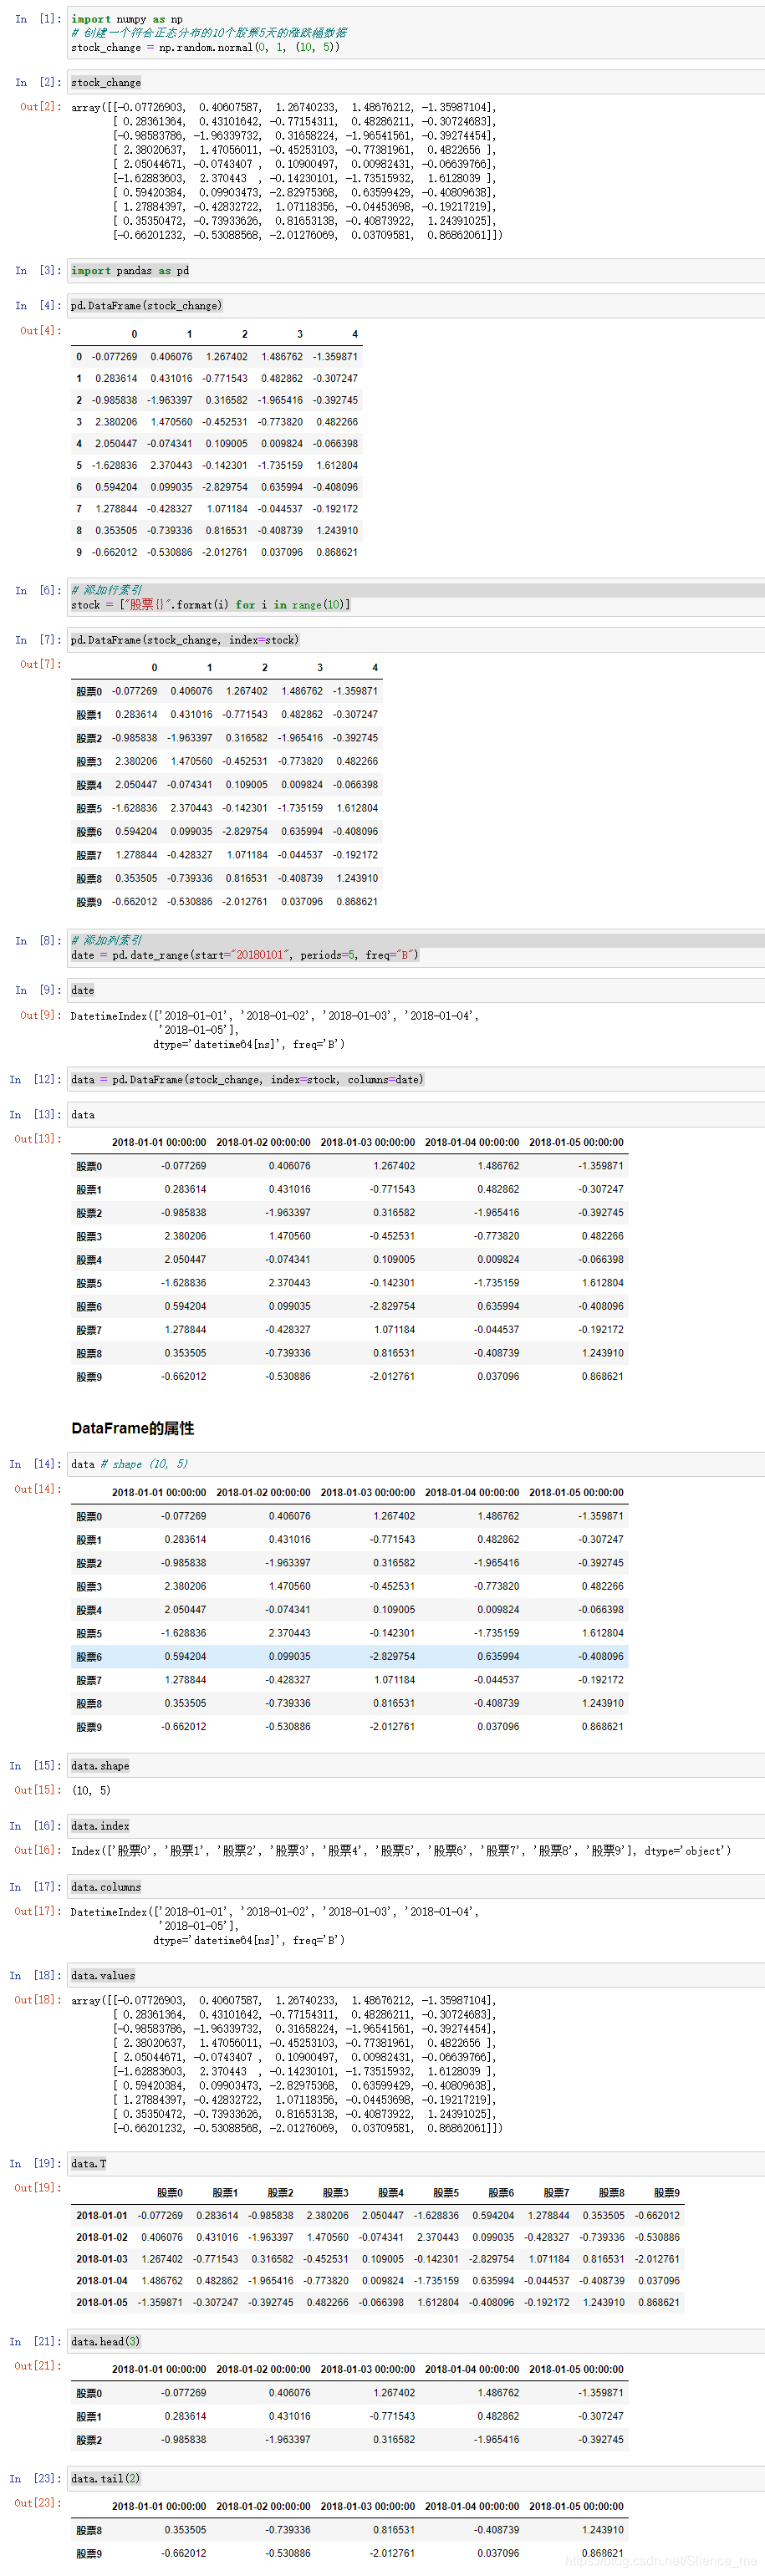 In [1]: import numpy as np
# 创建一个符合正态分布的10个股票5天的涨跌幅数据
stock_change = np.random.normal(0, 1, (10, 5))
In [2]: stock_change
Out[2]: array([[-0.07726903, 0.40607587, 1.26740233, 1.48676212, -1.35987104],
[ 0.28361364, 0.43101642, -0.77154311, 0.48286211, -0.30724683],
[-0.98583786, -1.96339732, 0.31658224, -1.96541561, -0.39274454],
[ 2.38020637, 1.47056011, -0.45253103, -0.77381961, 0.4822656 ],
[ 2.05044671, -0.0743407 , 0.10900497, 0.00982431, -0.06639766],
[-1.62883603, 2.370443 , -0.14230101, -1.73515932, 1.6128039 ],
[ 0.59420384, 0.09903473, -2.82975368, 0.63599429, -0.40809638],
[ 1.27884397, -0.42832722, 1.07118356, -0.04453698, -0.19217219],
[ 0.35350472, -0.73933626, 0.81653138, -0.40873922, 1.24391025],
[-0.66201232, -0.53088568, -2.01276069, 0.03709581, 0.86862061]])
In [3]: import pandas as pd
In [4]: pd.DataFrame(stock_change)
Out[4]:
0 1 2 3 4
0 -0.077269 0.406076 1.267402 1.486762 -1.359871
1 0.283614 0.431016 -0.771543 0.482862 -0.307247
2 -0.985838 -1.963397 0.316582 -1.965416 -0.392745
3 2.380206 1.470560 -0.452531 -0.773820 0.482266
4 2.050447 -0.074341 0.109005 0.009824 -0.066398
5 -1.628836 2.370443 -0.142301 -1.735159 1.612804
6 0.594204 0.099035 -2.829754 0.635994 -0.408096
7 1.278844 -0.428327 1.071184 -0.044537 -0.192172
8 0.353505 -0.739336 0.816531 -0.408739 1.243910
9 -0.662012 -0.530886 -2.012761 0.037096 0.868621
In [6]: # 添加行索引
stock = ["股票{}".format(i) for i in range(10)]
In [7]: pd.DataFrame(stock_change, index=stock)
Out[7]:
0 1 2 3 4
股票0 -0.077269 0.406076 1.267402 1.486762 -1.359871
股票1 0.283614 0.431016 -0.771543 0.482862 -0.307247
股票2 -0.985838 -1.963397 0.316582 -1.965416 -0.392745
股票3 2.380206 1.470560 -0.452531 -0.773820 0.482266
股票4 2.050447 -0.074341 0.109005 0.009824 -0.066398
股票5 -1.628836 2.370443 -0.142301 -1.735159 1.612804
股票6 0.594204 0.099035 -2.829754 0.635994 -0.408096
股票7 1.278844 -0.428327 1.071184 -0.044537 -0.192172
股票8 0.353505 -0.739336 0.816531 -0.408739 1.243910
股票9 -0.662012 -0.530886 -2.012761 0.037096 0.868621
In [8]: # 添加列索引
date = pd.date_range(start="20180101", periods=5, freq="B")
In [9]: date
Out[9]: DatetimeIndex(['2018-01-01', '2018-01-02', '2018-01-03', '2018-01-04',
'2018-01-05'],
dtype='datetime64[ns]', freq='B')
In [12]: data = pd.DataFrame(stock_change, index=stock, columns=date)
In [13]: data
Out[13]:
2018-01-01 00:00:00 2018-01-02 00:00:00 2018-01-03 00:00:00 2018-01-04 00:00:00 2018-01-05 00:00:00
股票0 -0.077269 0.406076 1.267402 1.486762 -1.359871
股票1 0.283614 0.431016 -0.771543 0.482862 -0.307247
股票2 -0.985838 -1.963397 0.316582 -1.965416 -0.392745
股票3 2.380206 1.470560 -0.452531 -0.773820 0.482266
股票4 2.050447 -0.074341 0.109005 0.009824 -0.066398
股票5 -1.628836 2.370443 -0.142301 -1.735159 1.612804
股票6 0.594204 0.099035 -2.829754 0.635994 -0.408096
股票7 1.278844 -0.428327 1.071184 -0.044537 -0.192172
股票8 0.353505 -0.739336 0.816531 -0.408739 1.243910
股票9 -0.662012 -0.530886 -2.012761 0.037096 0.868621
DataFrame的属性
In [14]: data # shape (10, 5)
Out[14]:
2018-01-01 00:00:00 2018-01-02 00:00:00 2018-01-03 00:00:00 2018-01-04 00:00:00 2018-01-05 00:00:00
股票0 -0.077269 0.406076 1.267402 1.486762 -1.359871
股票1 0.283614 0.431016 -0.771543 0.482862 -0.307247
股票2 -0.985838 -1.963397 0.316582 -1.965416 -0.392745
股票3 2.380206 1.470560 -0.452531 -0.773820 0.482266
股票4 2.050447 -0.074341 0.109005 0.009824 -0.066398
股票5 -1.628836 2.370443 -0.142301 -1.735159 1.612804
股票6 0.594204 0.099035 -2.829754 0.635994 -0.408096
股票7 1.278844 -0.428327 1.071184 -0.044537 -0.192172
股票8 0.353505 -0.739336 0.816531 -0.408739 1.243910
股票9 -0.662012 -0.530886 -2.012761 0.037096 0.868621
In [15]: data.shape
Out[15]: (10, 5)
In [16]: data.index
Out[16]: Index(['股票0', '股票1', '股票2', '股票3', '股票4', '股票5', '股票6', '股票7', '股票8', '股票9'], dtype='object')
In [17]: data.columns
Out[17]: DatetimeIndex(['2018-01-01', '2018-01-02', '2018-01-03', '2018-01-04',
'2018-01-05'],
dtype='datetime64[ns]', freq='B')
In [18]: data.values
Out[18]: array([[-0.07726903, 0.40607587, 1.26740233, 1.48676212, -1.35987104],
[ 0.28361364, 0.43101642, -0.77154311, 0.48286211, -0.30724683],
[-0.98583786, -1.96339732, 0.31658224, -1.96541561, -0.39274454],
[ 2.38020637, 1.47056011, -0.45253103, -0.77381961, 0.4822656 ],
[ 2.05044671, -0.0743407 , 0.10900497, 0.00982431, -0.06639766],
[-1.62883603, 2.370443 , -0.14230101, -1.73515932, 1.6128039 ],
[ 0.59420384, 0.09903473, -2.82975368, 0.63599429, -0.40809638],
[ 1.27884397, -0.42832722, 1.07118356, -0.04453698, -0.19217219],
[ 0.35350472, -0.73933626, 0.81653138, -0.40873922, 1.24391025],
[-0.66201232, -0.53088568, -2.01276069, 0.03709581, 0.86862061]])
In [19]: data.T
Out[19]:
股票0 股票1 股票2 股票3 股票4 股票5 股票6 股票7 股票8 股票9
2018-01-01 -0.077269 0.283614 -0.985838 2.380206 2.050447 -1.628836 0.594204 1.278844 0.353505 -0.662012
2018-01-02 0.406076 0.431016 -1.963397 1.470560 -0.074341 2.370443 0.099035 -0.428327 -0.739336 -0.530886
2018-01-03 1.267402 -0.771543 0.316582 -0.452531 0.109005 -0.142301 -2.829754 1.071184 0.816531 -2.012761
2018-01-04 1.486762 0.482862 -1.965416 -0.773820 0.009824 -1.735159 0.635994 -0.044537 -0.408739 0.037096
2018-01-05 -1.359871 -0.307247 -0.392745 0.482266 -0.066398 1.612804 -0.408096 -0.192172 1.243910 0.868621
In [21]: data.head(3)
Out[21]:
2018-01-01 00:00:00 2018-01-02 00:00:00 2018-01-03 00:00:00 2018-01-04 00:00:00 2018-01-05 00:00:00
股票0 -0.077269 0.406076 1.267402 1.486762 -1.359871
股票1 0.283614 0.431016 -0.771543 0.482862 -0.307247
股票2 -0.985838 -1.963397 0.316582 -1.965416 -0.392745
In [23]: data.tail(2)
Out[23]:
2018-01-01 00:00:00 2018-01-02 00:00:00 2018-01-03 00:00:00 2018-01-04 00:00:00 2018-01-05 00:00:00
股票8 0.353505 -0.739336 0.816531 -0.408739 1.243910
股票9 -0.662012 -0.530886 -2.012761 0.037096 0.868621
https://blog.csdn.net/Silence_me